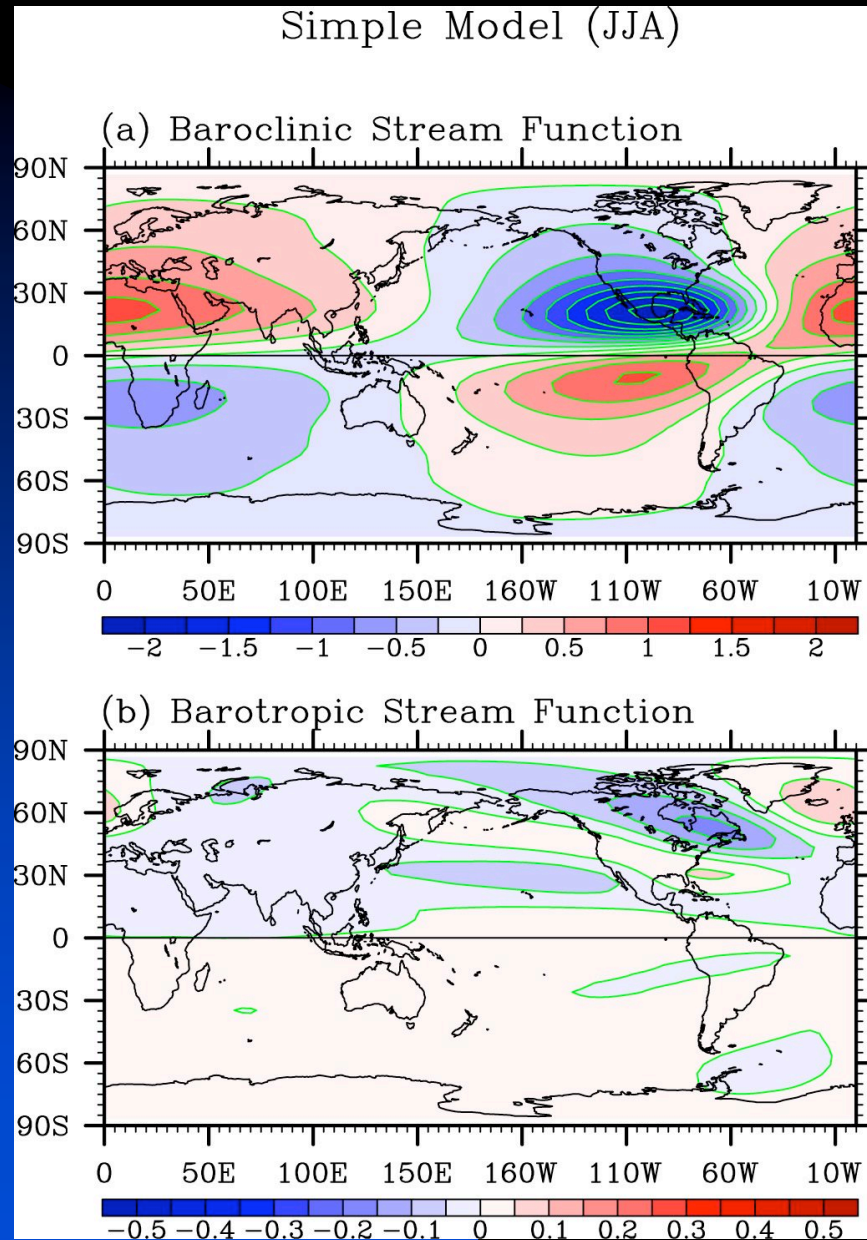 Simple Model (JJA)
(a) Baroclinic Stream Function
90N
60N
30N
0
30S
60S
90S
0 50E 100E 150E 160W 110W 60W 10W
−2 −1.5 −1 −0.5 0 0.5 1 1.5 2
(b) Barotropic Stream Function
90N
60N
30N
0
30S
60S
90S
0 50E 100E 150E 160W 110W 60W 10W
−0.5 −0.4 −0.3 −0.2 −0.1 0 0.1 0.2 0.3 0.4 0.5